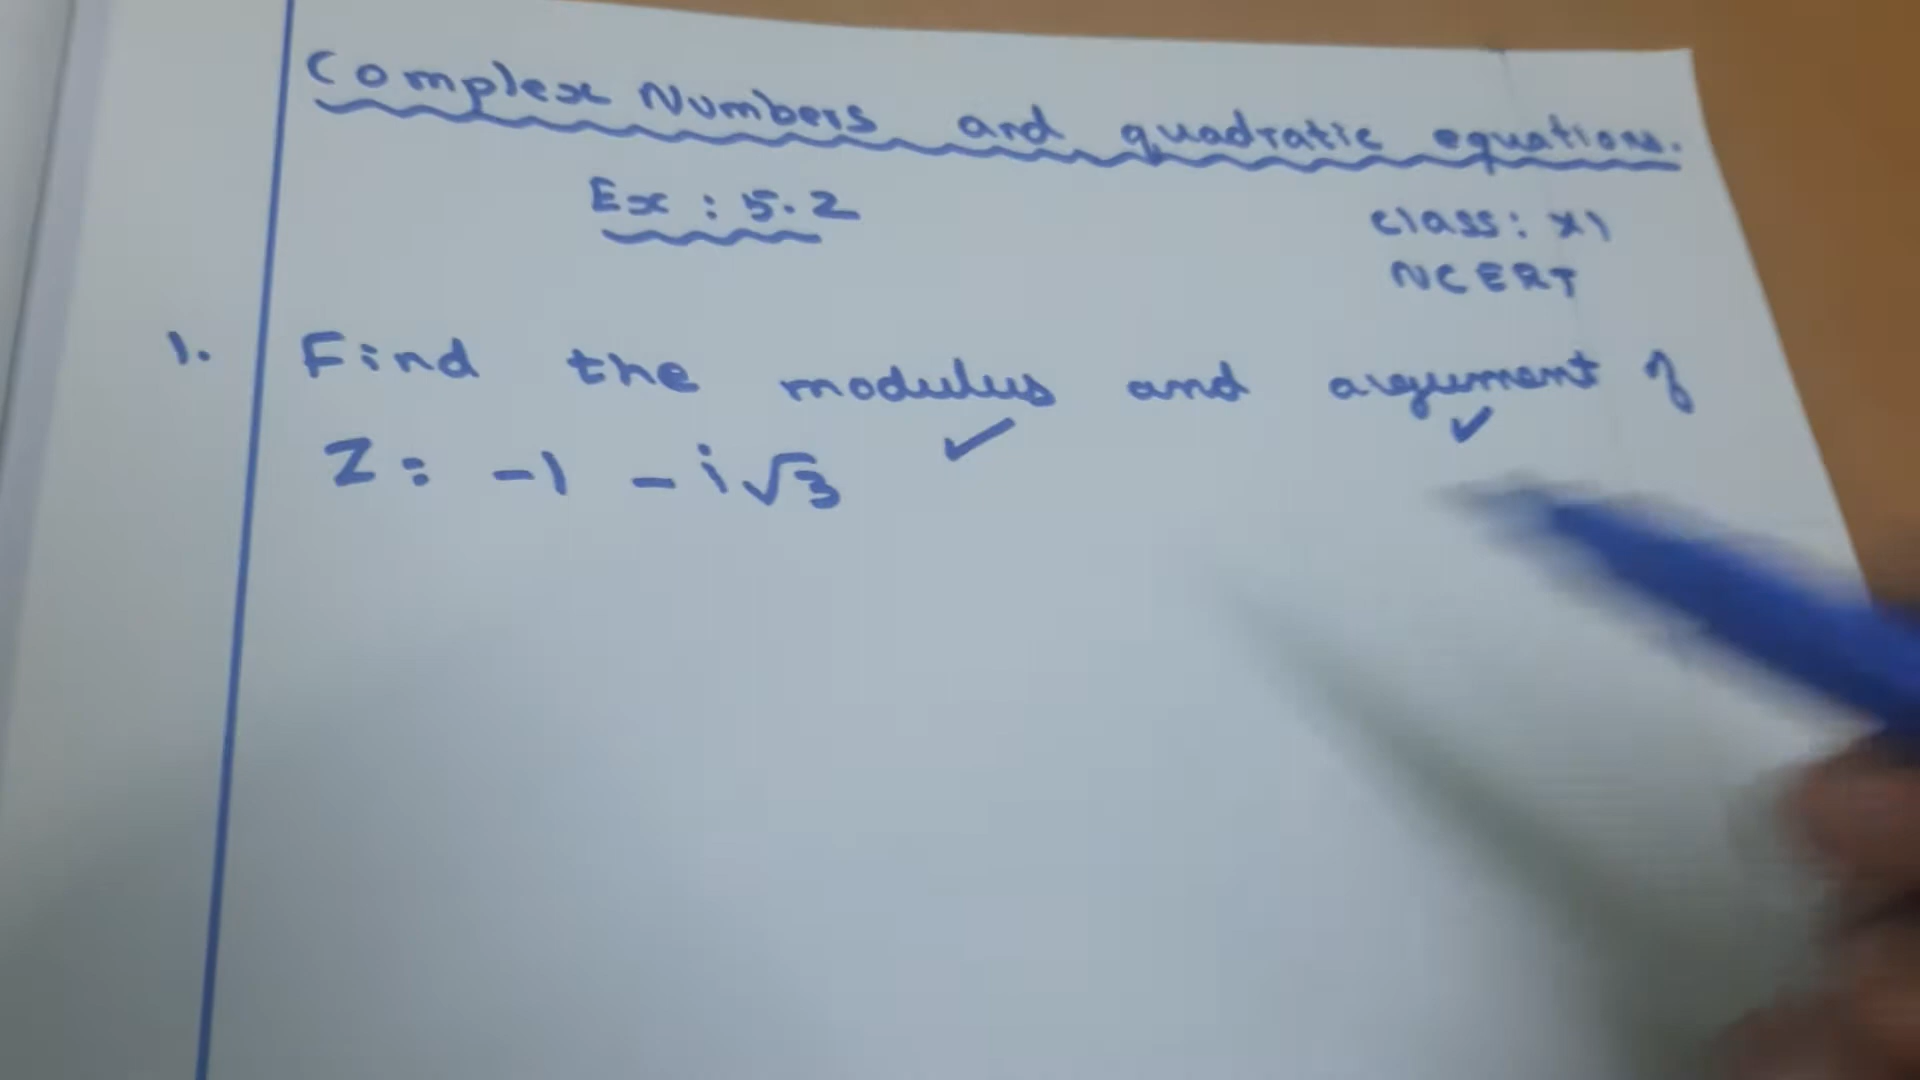 Complex Numbers and quadratic equations.
Ex : 5.2
class: XI
NCERT
1. Find the modulus and argument of
Z = -1 - i√3